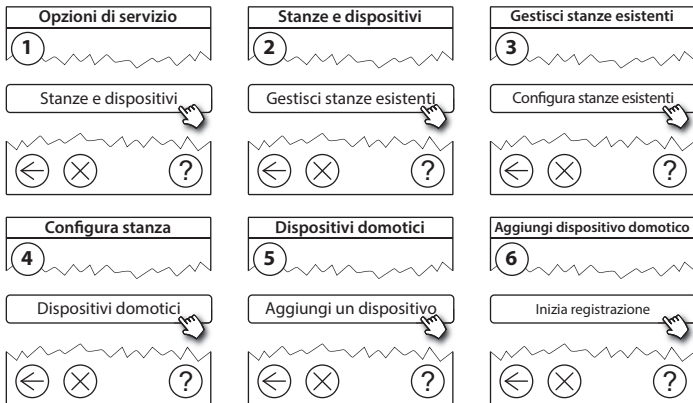 Opzioni di servizio
1
Stanze e dispositivi
?
Stanze e dispositivi
2
Gestisci stanze esistenti
?
Gestisci stanze esistenti
3
Configura stanze esistenti
?
Configura stanza
4
Dispositivi domotici
?
Dispositivi domotici
5
Aggiungi un dispositivo
?
Aggiungi dispositivo domotico
6
Inizia registrazione
?